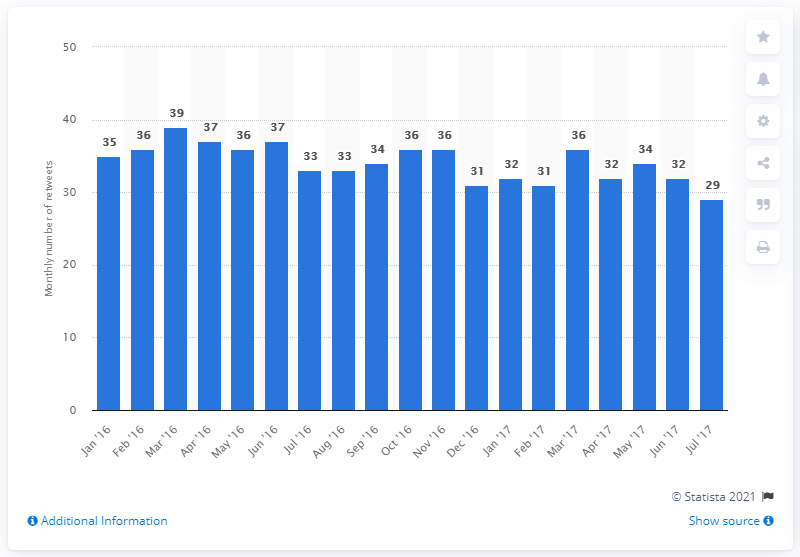 50
40
30
20
10
0
Monthly number of retweets
35
36
39
37
36
37
33
33
34
36
36
31
32
31
36
32
34
32
29
Jan '16
Feb '16
Mar '16
Apr '16
May '16
Jun '16
Jul '16
Aug '16
Sep '16
Oct '16
Nov '16
Dec '16
Jan '17
Feb '17
Mar '17
Apr '17
May '17
Jun '17
Jul '17
© Statista 2021
Additional Information
Show source